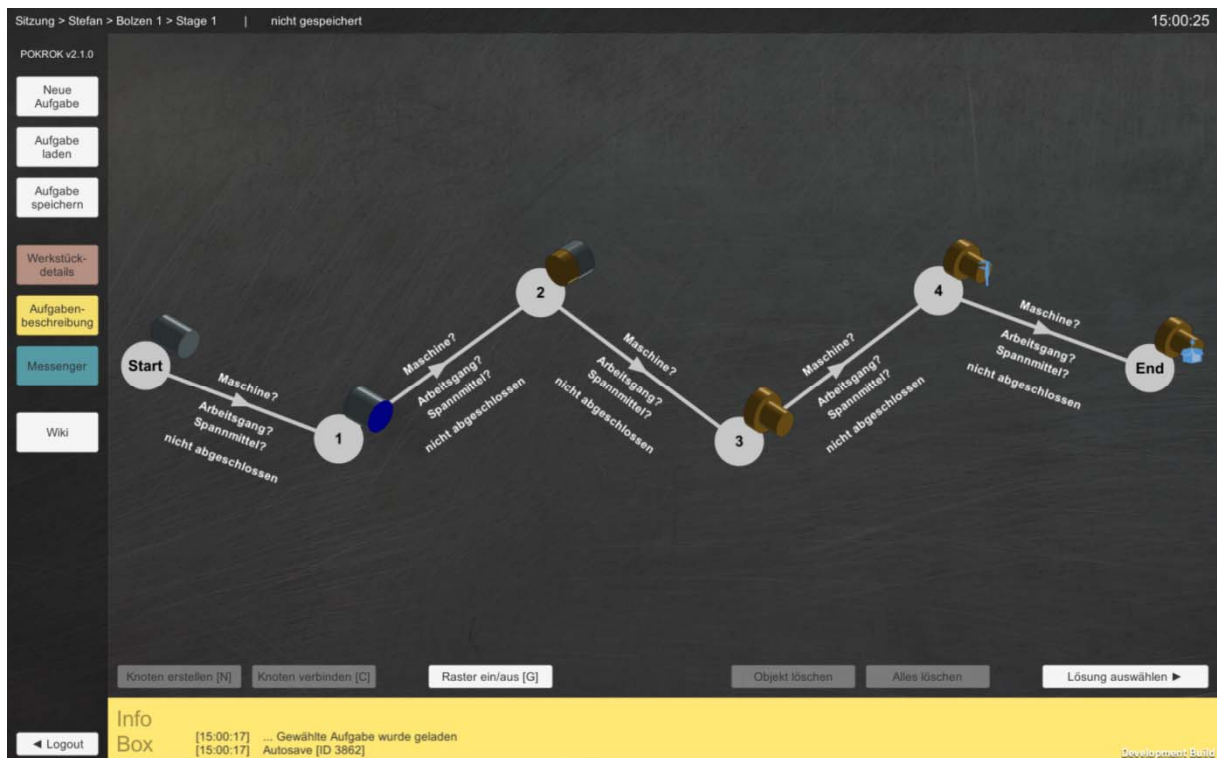 Sitzung > Stefan > Bolzen 1 > Stage 1 | nicht gespeichert 15:00:25
POKROK v2.1.0
Neue
Aufgabe
Aufgabe
laden
Aufgabe
speichern
Werkstück-
details
Aufgaben-
beschreibung
Messenger
Wiki
Start
Maschine?
Arbeitsgang?
Spannmittel?
nicht abgeschlossen
1
Maschine?
Arbeitsgang?
Spannmittel?
nicht abgeschlossen
2
Maschine?
Arbeitsgang?
Spannmittel?
nicht abgeschlossen
3
Maschine?
Arbeitsgang?
Spannmittel?
nicht abgeschlossen
4
Maschine?
Arbeitsgang?
Spannmittel?
nicht abgeschlossen
End
Knoten erstellen [N] Knoten verbinden [C] Raster ein/aus [G] Objekt löschen Alles löschen Lösung auswählen ►
Info
Box
[15:00:17] ... Gewählte Aufgabe wurde geladen
[15:00:17] Autosave [ID 3862]
◄ Logout
Development Build